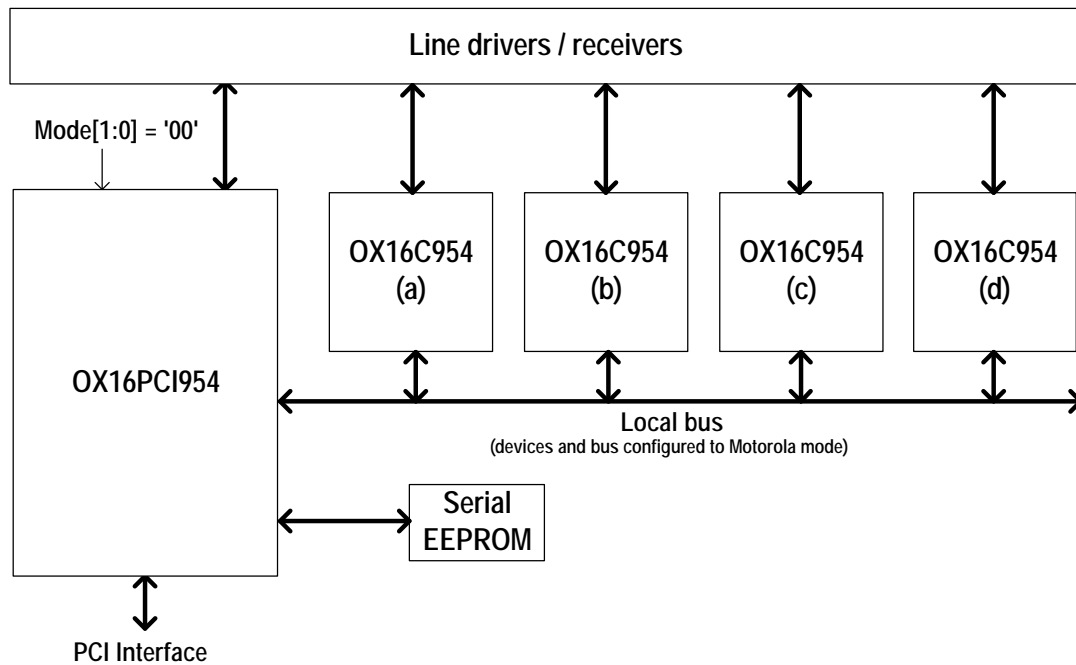 Line drivers / receivers
Mode[1:0] = '00'
OX16C954
(a)
OX16C954
(b)
OX16C954
(c)
OX16C954
(d)
OX16PCI954
Local bus
(devices and bus configured to Motorola mode)
Serial
EEPROM
PCI Interface